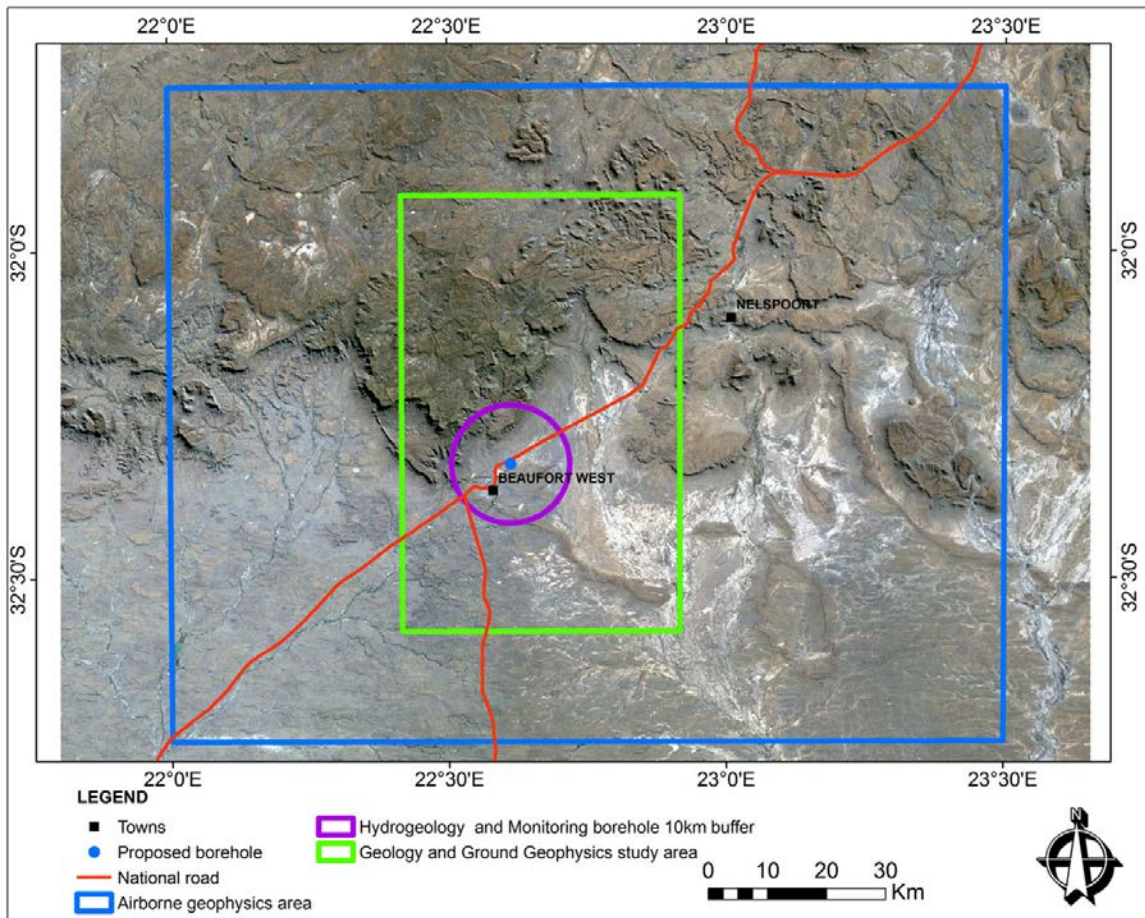 22°0'E 22°30'E 23°0'E 23°30'E
32°0'S 32°0'S
NELSPOORT
BEAUFORT WEST
32°30'S 32°30'S
22°0'E 22°30'E 23°0'E 23°30'E
LEGEND
Towns
Proposed borehole
National road
Airborne geophysics area
Hydrogeology and Monitoring borehole 10km buffer
Geology and Ground Geophysics study area
0 10 20 30
Km
N